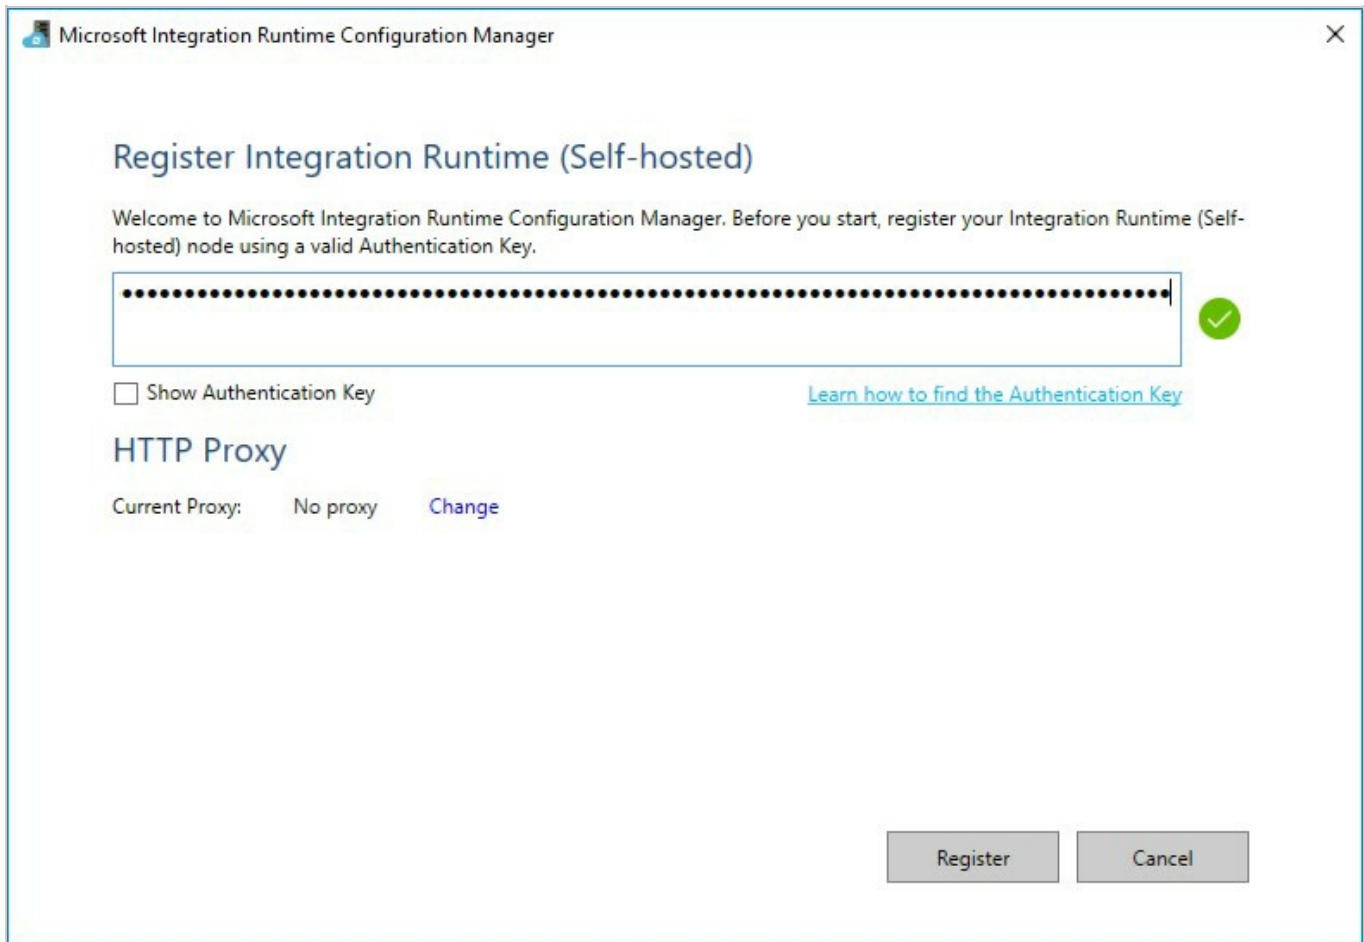 Microsoft Integration Runtime Configuration Manager
Register Integration Runtime (Self-hosted)
Welcome to Microsoft Integration Runtime Configuration Manager. Before you start, register your Integration Runtime (Self-
hosted) node using a valid Authentication Key.
Show Authentication Key
Learn how to find the Authentication Key
HTTP Proxy
Current Proxy: No proxy Change
Register Cancel